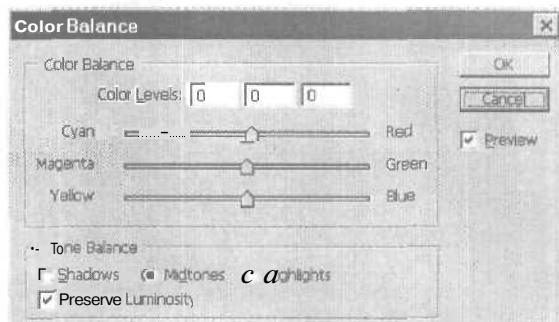 Color Balance
Color Balance
OK
Color Levels: 0 0 0
Cancel
Cyan Red
Preview
Magenta Green
Yellow Blue
Tone Balance
Shadows Midtones c aghlights
Preserve Luminosity